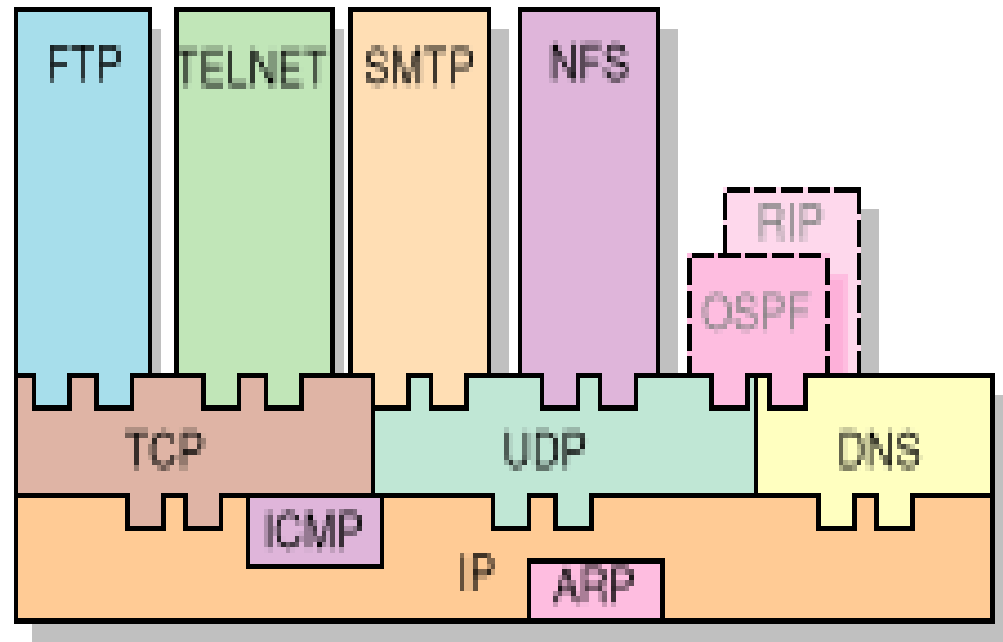 FTP
TELNET
SMTP
NFS
RIP
OSPF
TCP
UDP
DNS
ICMP
IP
ARP